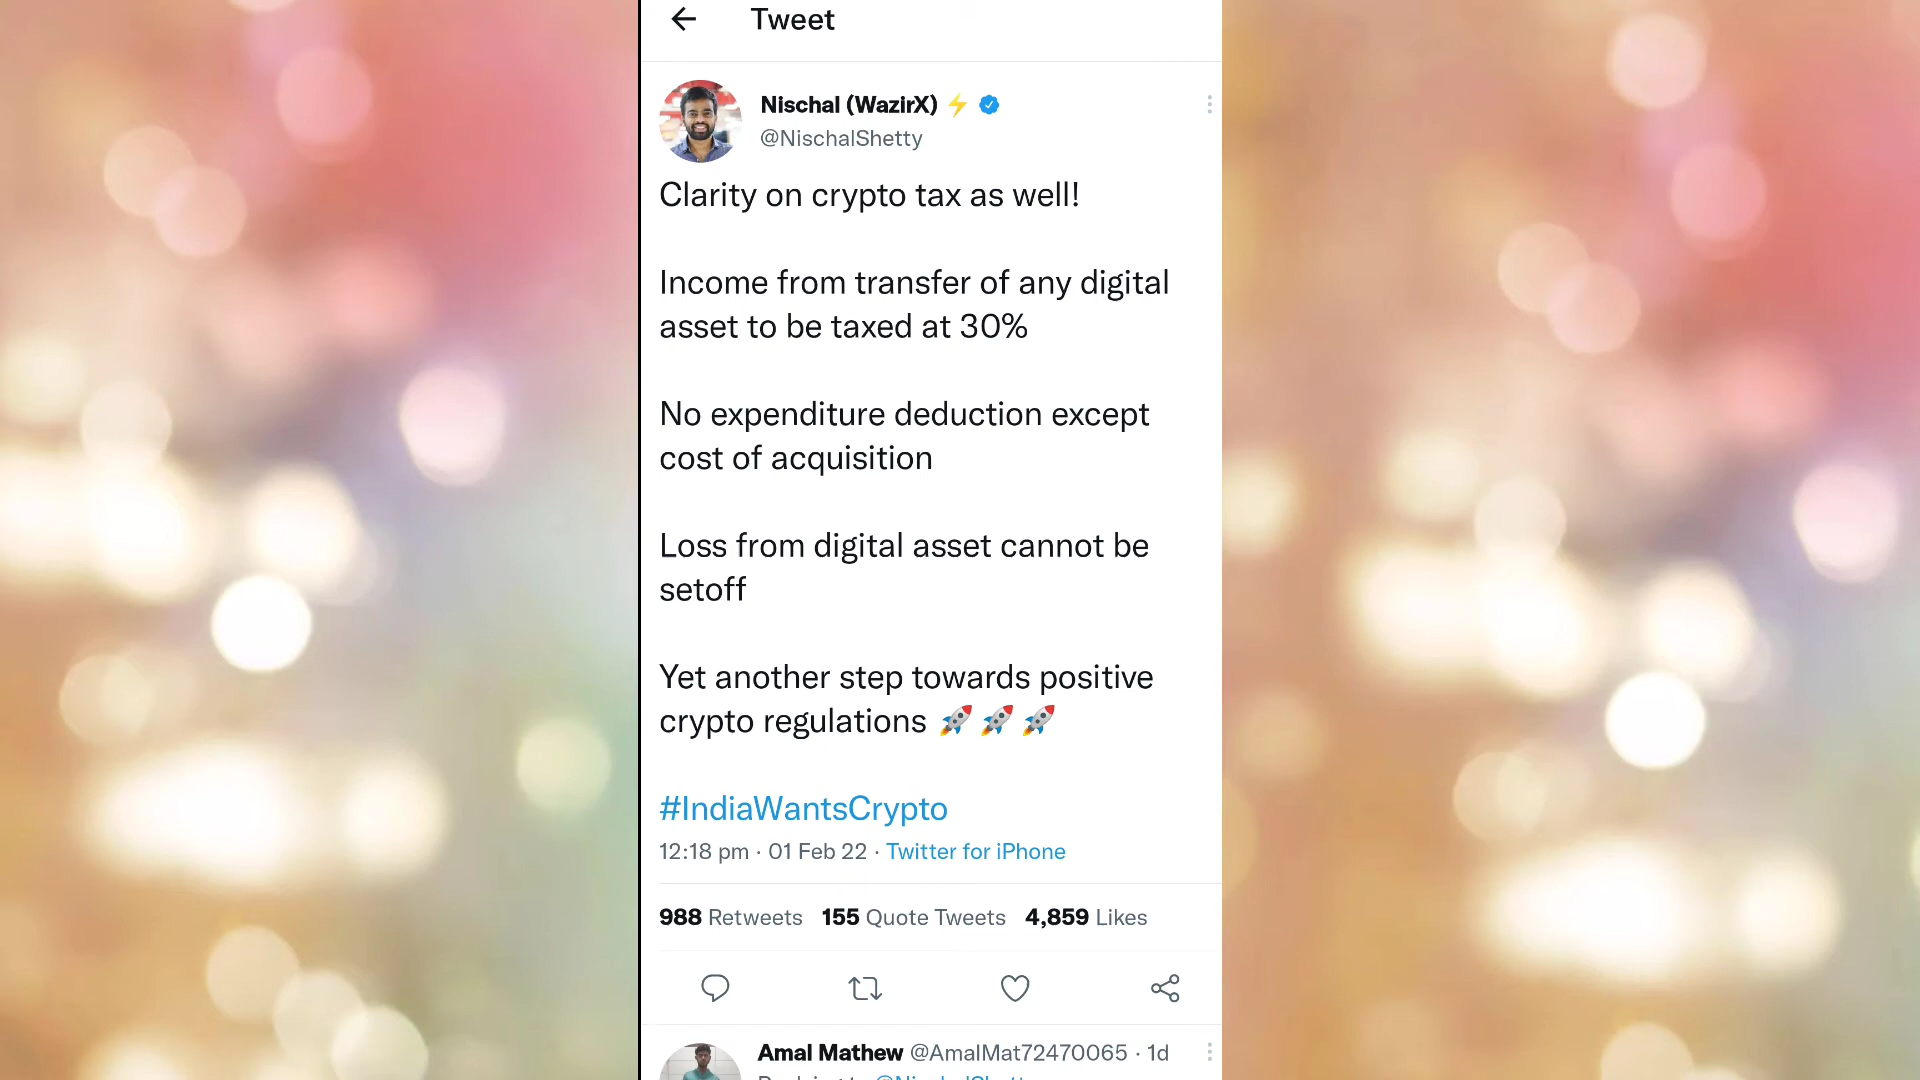 Tweet
Nischal (WazirX) ⚡
@NischalShetty
Clarity on crypto tax as well!
Income from transfer of any digital
asset to be taxed at 30%
No expenditure deduction except
cost of acquisition
Loss from digital asset cannot be
setoff
Yet another step towards positive
crypto regulations 🚀 🚀 🚀
#IndiaWantsCrypto
12:18 pm · 01 Feb 22 · Twitter for iPhone
988 Retweets 155 Quote Tweets 4,859 Likes
Amal Mathew @AmalMat72470065 · 1d